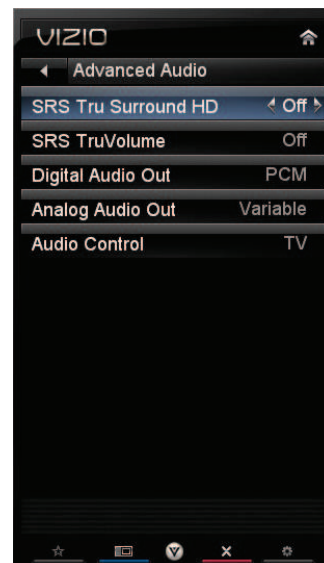 VIZIO
Advanced Audio
SRS Tru Surround HD Off
SRS TruVolume Off
Digital Audio Out PCM
Analog Audio Out Variable
Audio Control TV
V